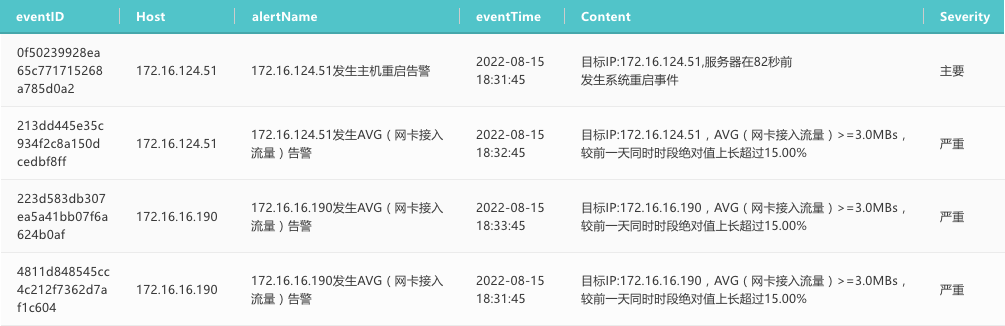 eventID Host alertName eventTime Content Severity
0f50239928ea
65c771715268
a785d0a2
172.16.124.51
172.16.124.51发生主机重启告警
2022-08-15
18:31:45
目标IP:172.16.124.51,服务器在82秒前
发生系统重启事件
主要
213dd445e35c
934f2c8a150d
cedbf8ff
172.16.124.51
172.16.124.51发生AVG（网卡接入
流量）告警
2022-08-15
18:32:45
目标IP:172.16.124.51，AVG（网卡接入流量）>=3.0MBs，
较前一天同时时段绝对值上长超过15.00%
严重
223d583db307
ea5a41bb07f6a
624b0af
172.16.16.190
172.16.16.190发生AVG（网卡接入
流量）告警
2022-08-15
18:33:45
目标IP:172.16.16.190，AVG（网卡接入流量）>=3.0MBs，
较前一天同时时段绝对值上长超过15.00%
严重
4811d848545cc
4c212f7362d7a
f1c604
172.16.16.190
172.16.16.190发生AVG（网卡接入
流量）告警
2022-08-15
18:31:45
目标IP:172.16.16.190，AVG（网卡接入流量）>=3.0MBs，
较前一天同时时段绝对值上长超过15.00%
严重